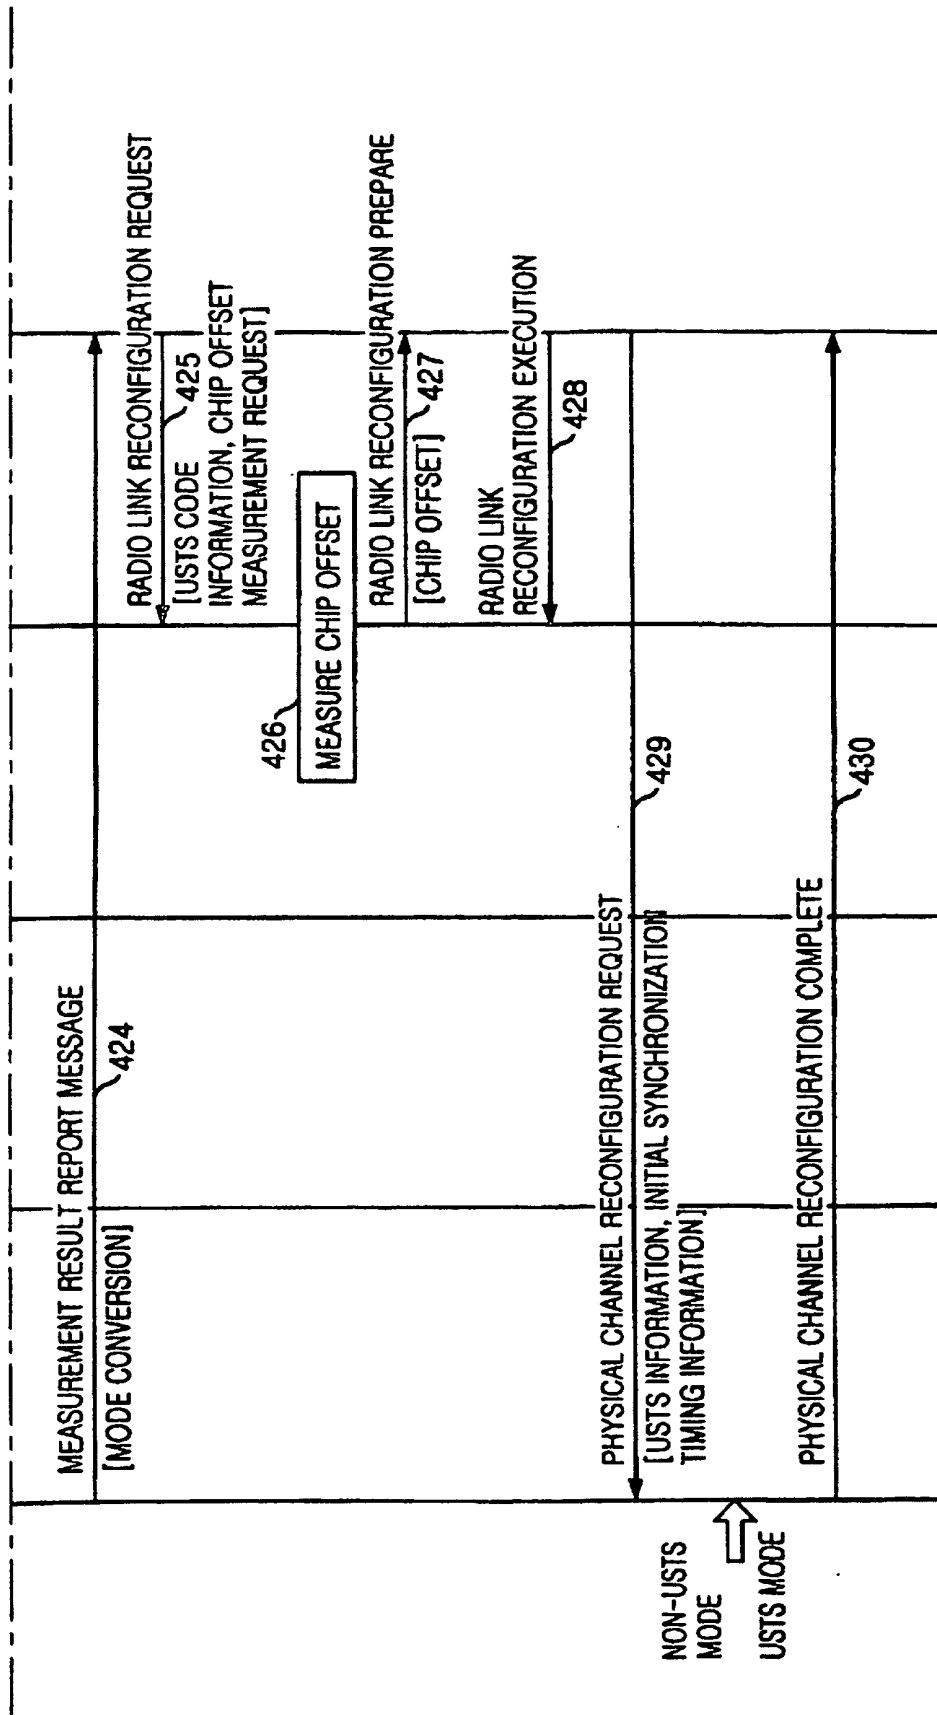 MEASUREMENT RESULT REPORT MESSAGE
424
[MODE CONVERSION]
RADIO LINK RECONFIGURATION REQUEST
425
[USTS CODE
INFORMATION, CHIP OFFSET
MEASUREMENT REQUEST]
426
MEASURE CHIP OFFSET
RADIO LINK RECONFIGURATION PREPARE
427
[CHIP OFFSET]
RADIO LINK
RECONFIGURATION EXECUTION
428
PHYSICAL CHANNEL RECONFIGURATION REQUEST
429
[USTS INFORMATION, INITIAL SYNCHRONIZATION
TIMING INFORMATION]
NON-USTS
MODE
USTS MODE
PHYSICAL CHANNEL RECONFIGURATION COMPLETE
430